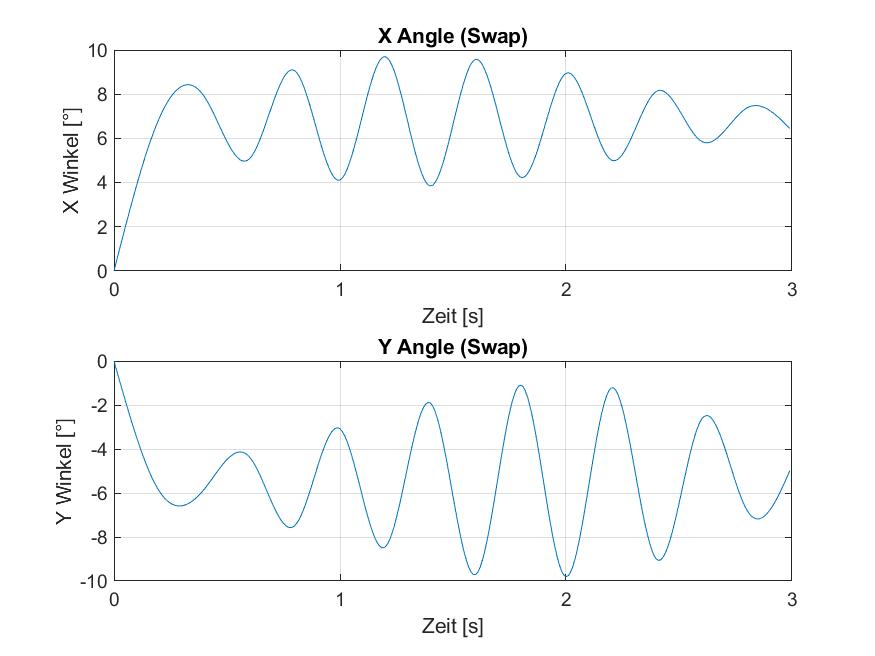 X Angle (Swap)
10
8
6
4
2
0
X Winkel [°]
0 1 2 3
Zeit [s]
Y Angle (Swap)
0
-2
-4
-6
-8
-10
Y Winkel [°]
0 1 2 3
Zeit [s]